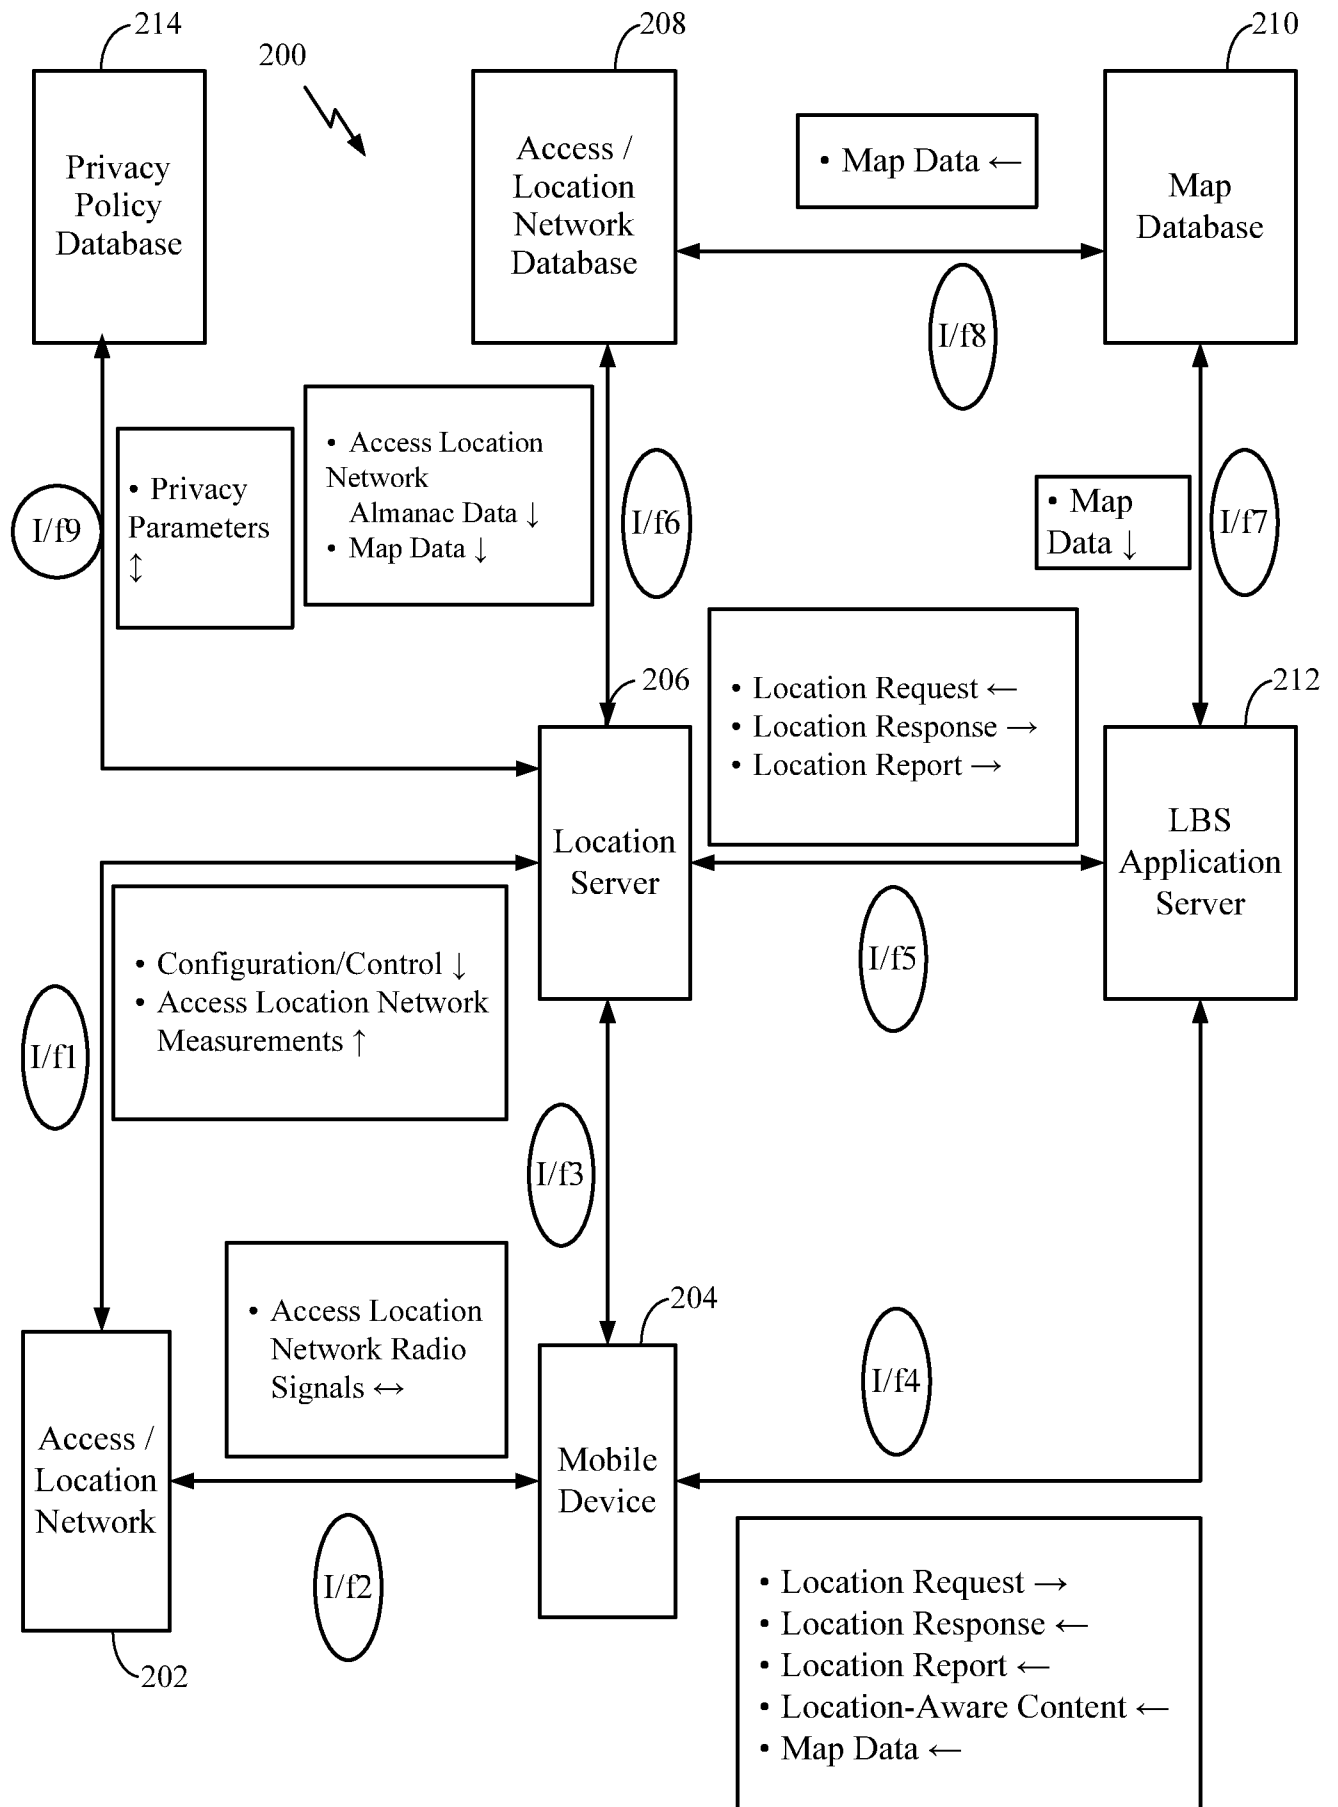 214
200
208
210
Privacy
Policy
Database
Access /
Location
Network
Database
• Map Data ←
Map
Database
I/f8
• Access Location
Network
Almanac Data ↓
• Map Data ↓
• Privacy
Parameters
↕
I/f9
I/f6
• Map
Data ↓
I/f7
206
• Location Request ←
• Location Response →
• Location Report →
212
Location
Server
LBS
Application
Server
• Configuration/Control ↓
• Access Location Network
Measurements ↑
I/f5
I/f1
I/f3
• Access Location
Network Radio
Signals ↔
204
I/f4
Access /
Location
Network
Mobile
Device
I/f2
202
• Location Request →
• Location Response ←
• Location Report ←
• Location-Aware Content ←
• Map Data ←